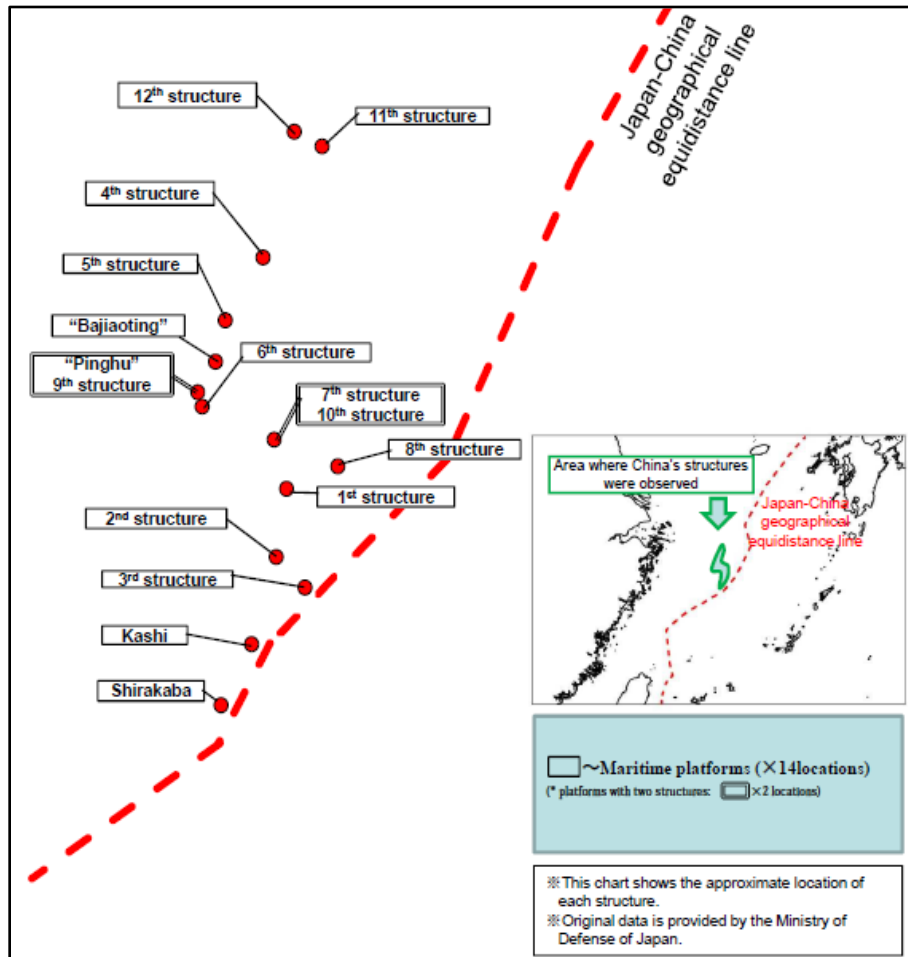 Japan-China
geographical
equidistance line
12th structure
11th structure
4th structure
5th structure
“Bajiaoting”
6th structure
“Pinghu”
9th structure
7th structure
10th structure
8th structure
1st structure
2nd structure
3rd structure
Kashi
Shirakaba
Area where China's structures
were observed
Japan-China
geographical
equidistance line
～Maritime platforms (×14locations)
(* platforms with two structures: ×2 locations)
※This chart shows the approximate location of
each structure.
※Original data is provided by the Ministry of
Defense of Japan.